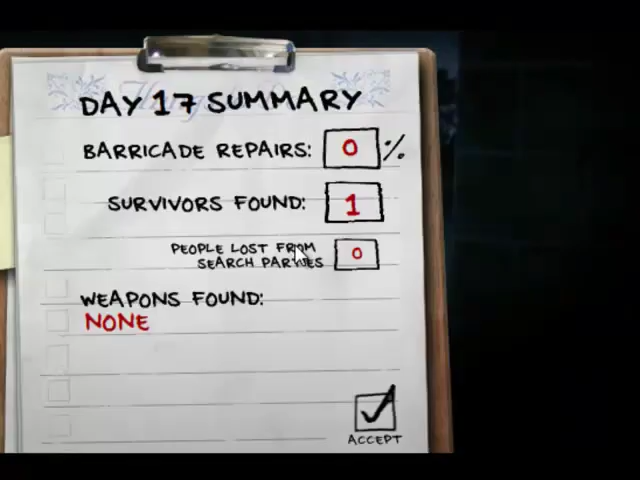 DAY 17 SUMMARY
BARRICADE REPAIRS: 0 %
SURVIVORS FOUND: 1
PEOPLE LOST FROM
SEARCH PARTIES 0
WEAPONS FOUND:
NONE
ACCEPT